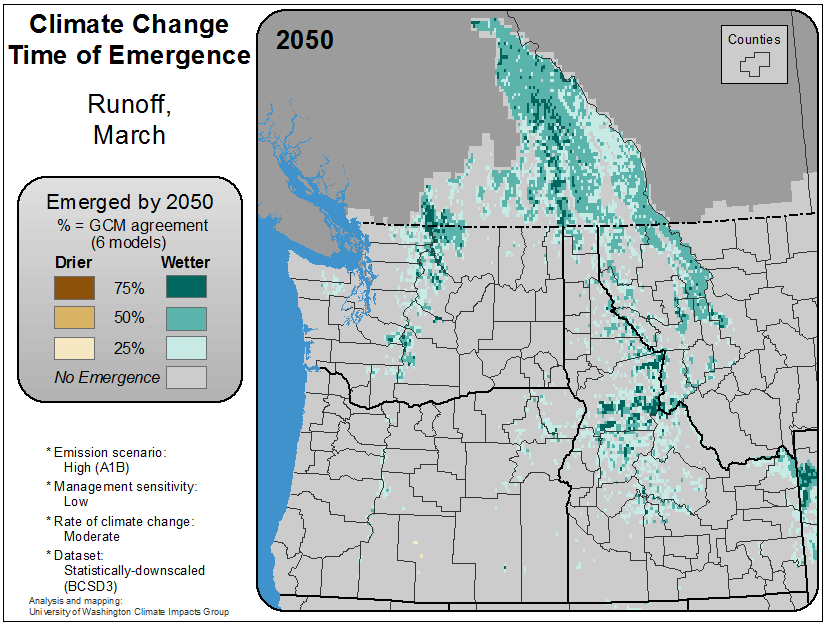 Climate Change
Time of Emergence
Runoff,
March
Emerged by 2050
% = GCM agreement
(6 models)
Drier Wetter
75%
50%
25%
No Emergence
* Emission scenario:
High (A1B)
* Management sensitivity:
Low
* Rate of climate change:
Moderate
* Dataset:
Statistically-downscaled
(BCSD3)
Analysis and mapping:
University of Washington Climate Impacts Group
2050
Counties